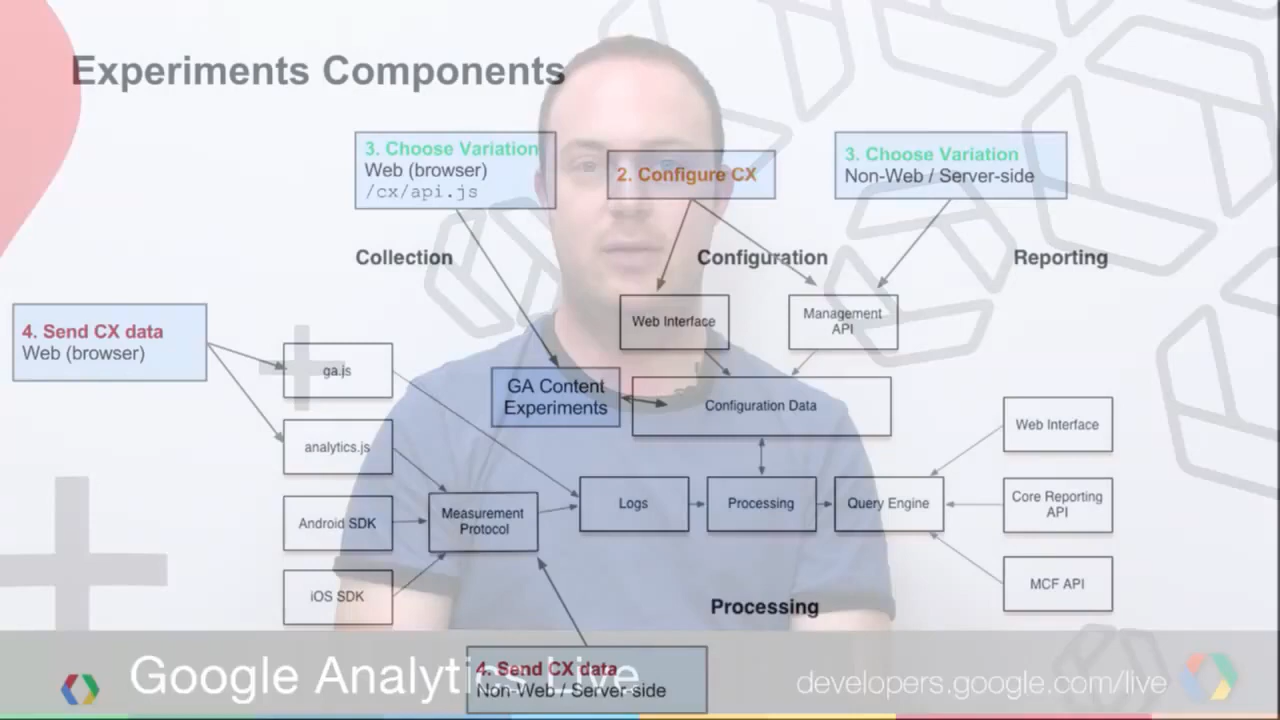 Experiments Components
3. Choose Variation
Web (browser)
/cx/api.js
2. Configure CX
3. Choose Variation
Non-Web / Server-side
Collection
Configuration
Reporting
4. Send CX data
Web (browser)
Web Interface
Management
API
ga.js
GA Content
Experiments
Configuration Data
Web Interface
analytics.js
Logs
Processing
Query Engine
Core Reporting
API
Android SDK
Measurement
Protocol
MCF API
iOS SDK
Processing
4. Send CX data
Non-Web / Server-side
Google Analytics Live
developers.google.com/live